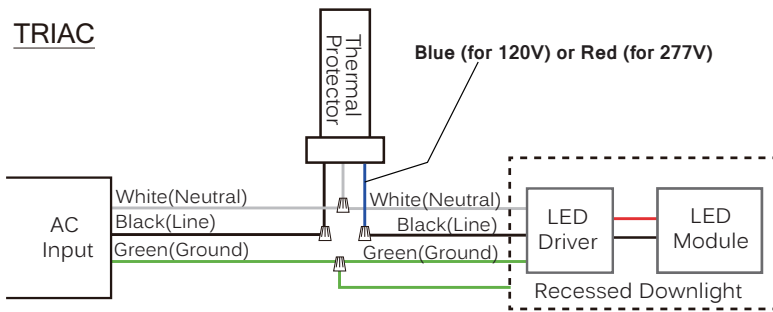 TRIAC
Thermal
Protector
Blue (for 120V) or Red (for 277V)
AC
Input
White(Neutral)
Black(Line)
Green(Ground)
White(Neutral)
Black(Line)
Green(Ground)
LED
Driver
LED
Module
Recessed Downlight